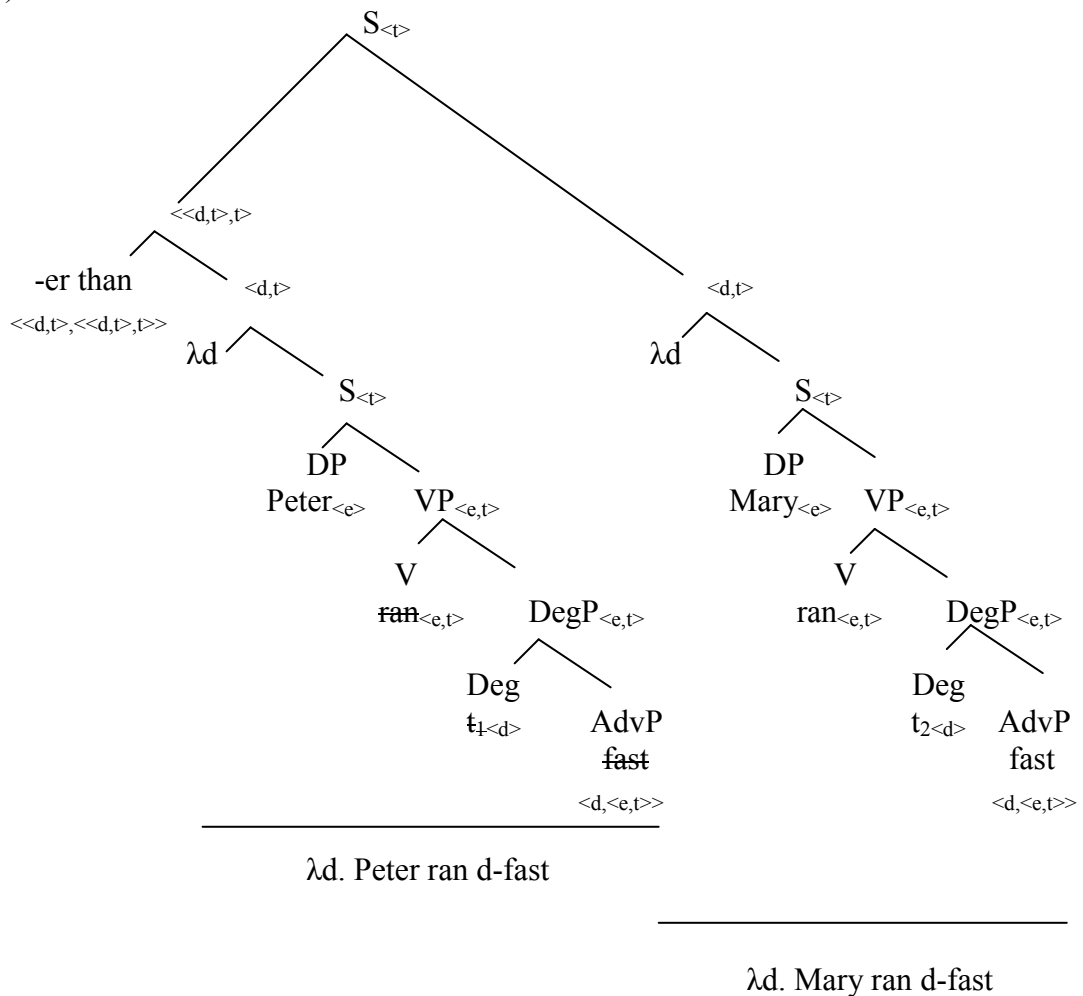 )
S<t>
<<d,t>,t>
-er than <d,t> <d,t>
<<d,t>,<<d,t>,t>>
λd λd
S<t> S<t>
DP DP
Peter<e> VP<e,t> Mary<e> VP<e,t>
V V
ran<e,t> DegP<e,t> ran<e,t> DegP<e,t>
Deg Deg
t1<d> AdvP t2<d> AdvP
fast fast
<d,<e,t>> <d,<e,t>>
λd. Peter ran d-fast
λd. Mary ran d-fast